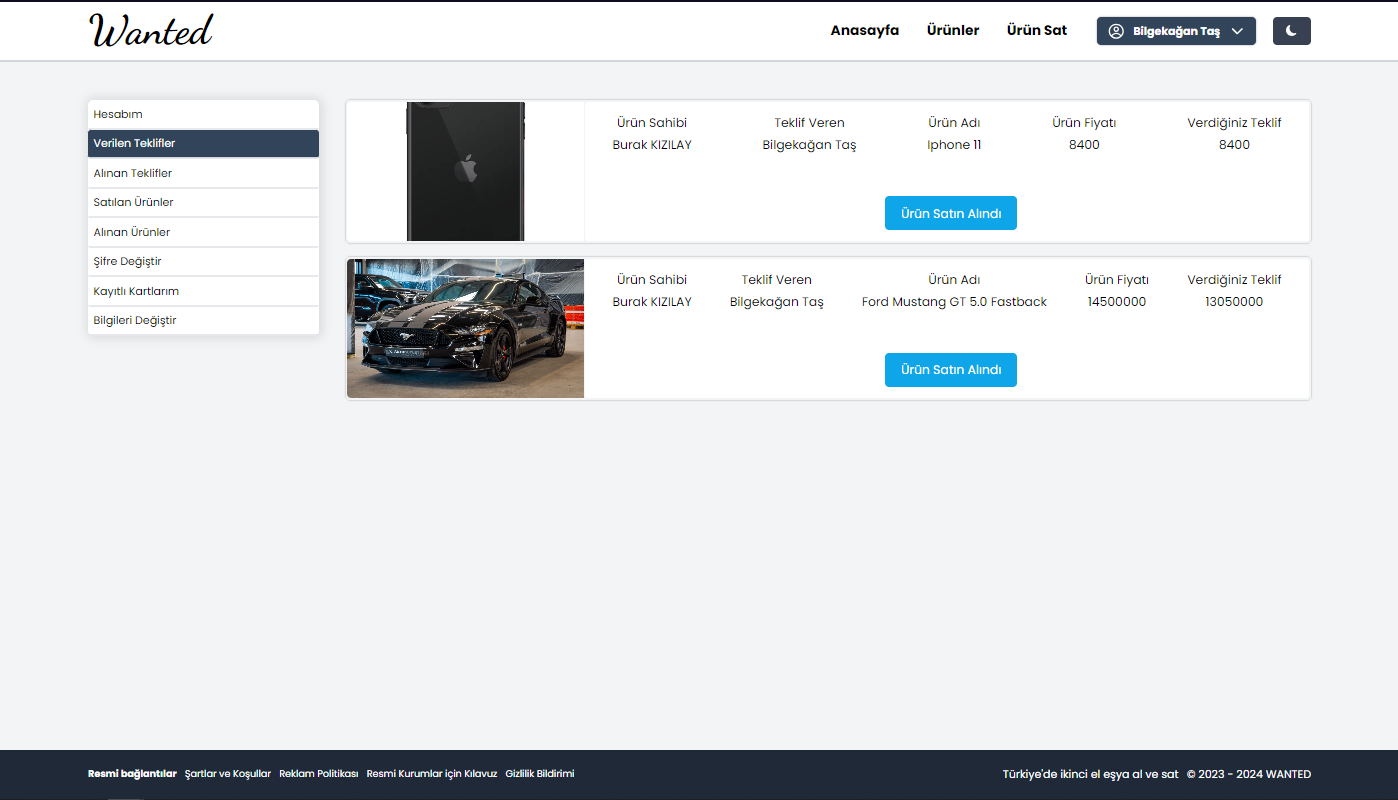 Wanted
Anasayfa Ürünler Ürün Sat Bilgekağan Taş
Hesabım
Verilen Teklifler
Alınan Teklifler
Satılan Ürünler
Alınan Ürünler
Şifre Değiştir
Kayıtlı Kartlarım
Bilgileri Değiştir
Ürün Sahibi Teklif Veren Ürün Adı Ürün Fiyatı Verdiğiniz Teklif
Burak KIZILAY Bilgekağan Taş Iphone 11 8400 8400
Ürün Satın Alındı
Ürün Sahibi Teklif Veren Ürün Adı Ürün Fiyatı Verdiğiniz Teklif
Burak KIZILAY Bilgekağan Taş Ford Mustang GT 5.0 Fastback 14500000 13050000
Ürün Satın Alındı
Resmi bağlantılar Şartlar ve Koşullar Reklam Politikası Resmi Kurumlar için Kılavuz Gizlilik Bildirimi
Türkiye'de ikinci el eşya al ve sat © 2023 - 2024 WANTED